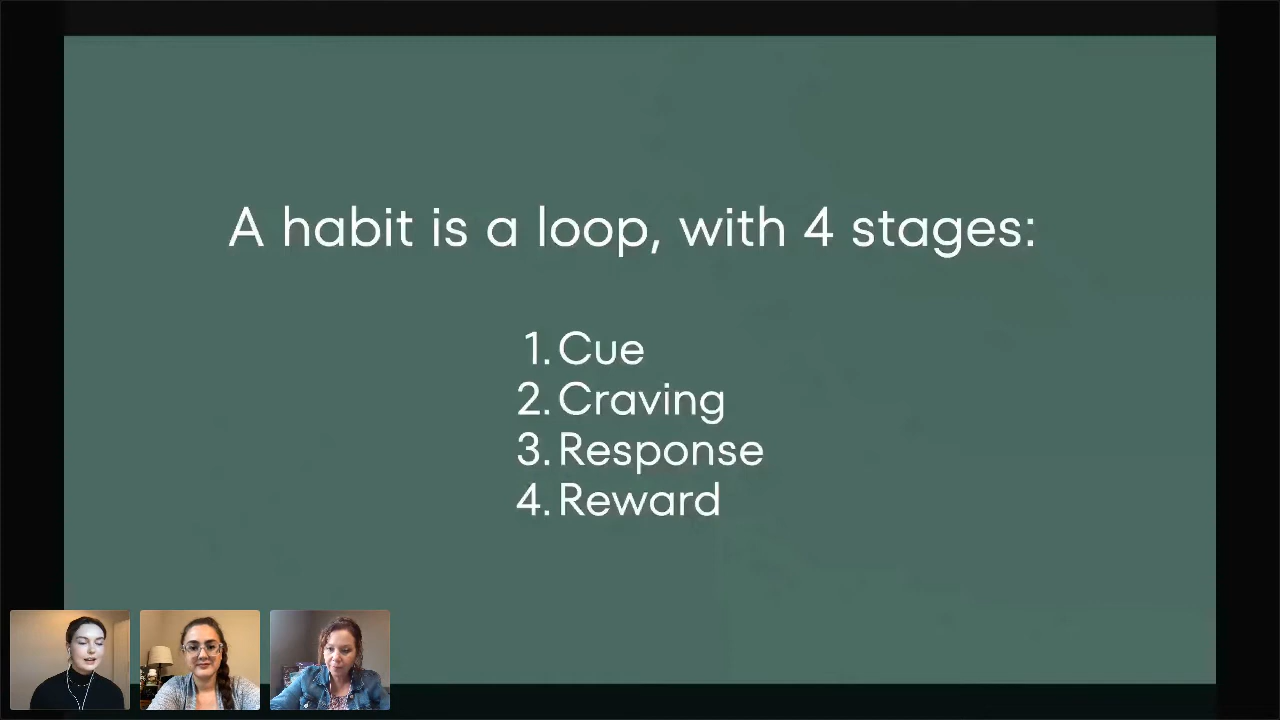 A habit is a loop, with 4 stages:
1. Cue
2. Craving
3. Response
4. Reward